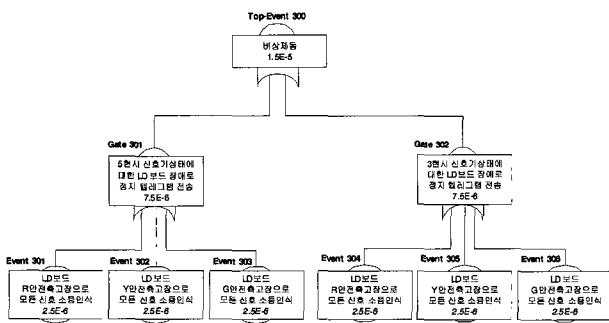 Top-Event 300
비상제동
1.5E-5
Gate 301
5현시 신호기상태에
대한 LD보드 장애로
정지 텔레그램 전송
7.5E-6
Gate 302
3현시 신호기상태에
대한 LD보드 장애로
정지 텔레그램 전송
7.5E-6
Event 301
LD보드
R안전측고장으로
모든 신호 소등인식
2.5E-6
Event 302
LD보드
Y안전측고장으로
모든 신호 소등인식
2.5E-6
Event 303
LD보드
G안전측고장으로
모든 신호 소등인식
2.5E-6
Event 304
LD보드
R안전측고장으로
모든 신호 소등인식
2.5E-6
Event 305
LD보드
Y안전측고장으로
모든 신호 소등인식
2.5E-6
Event 306
LD보드
G안전측고장으로
모든 신호 소등인식
2.5E-6